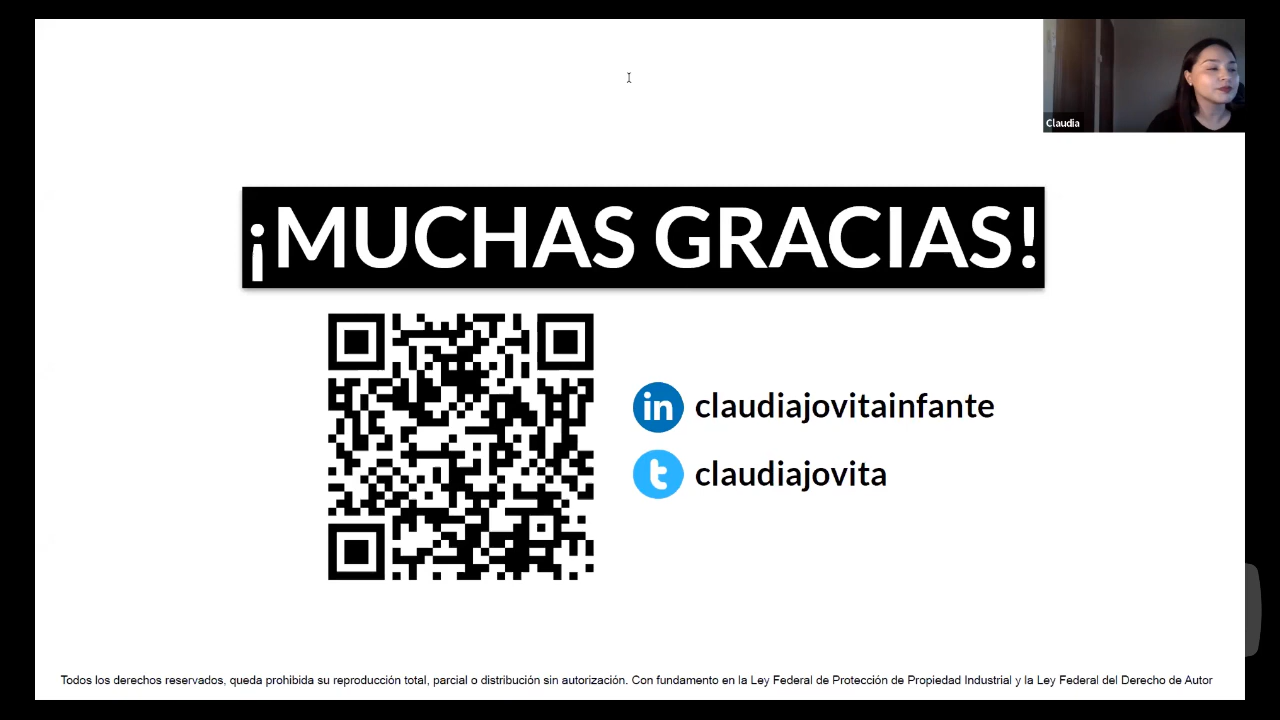 Claudia
¡MUCHAS GRACIAS!
in claudiajovitainfante
t claudiajovita
Todos los derechos reservados, queda prohibida su reproducción total, parcial o distribución sin autorización. Con fundamento en la Ley Federal de Protección de Propiedad Industrial y la Ley Federal del Derecho de Autor